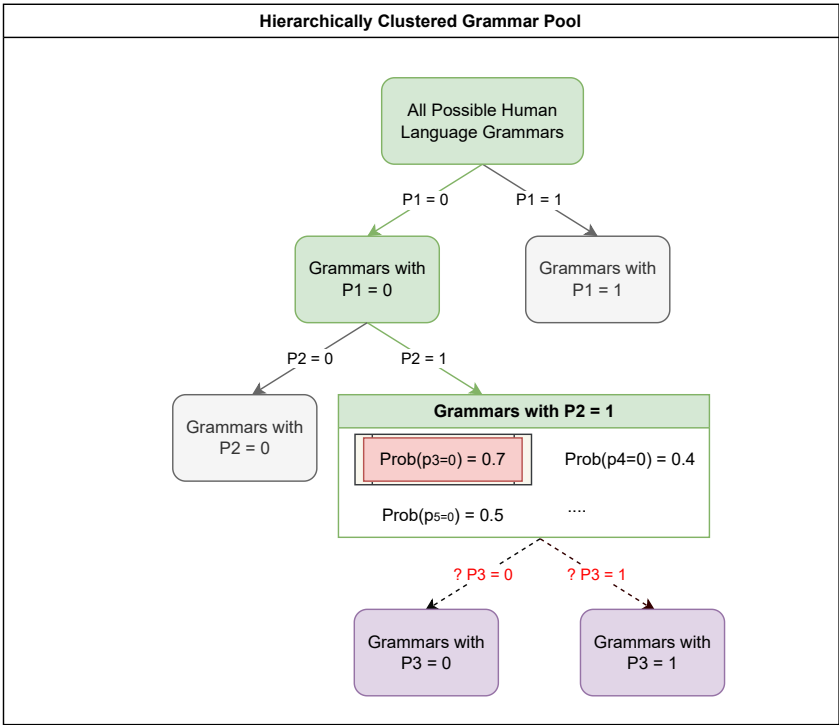 Hierarchically Clustered Grammar Pool
All Possible Human
Language Grammars
P1 = 0
P1 = 1
Grammars with
P1 = 0
Grammars with
P1 = 1
P2 = 0
P2 = 1
Grammars with
P2 = 0
Grammars with P2 = 1
Prob(p3=0) = 0.7
Prob(p4=0) = 0.4
Prob(p5=0) = 0.5
....
? P3 = 0
? P3 = 1
Grammars with
P3 = 0
Grammars with
P3 = 1